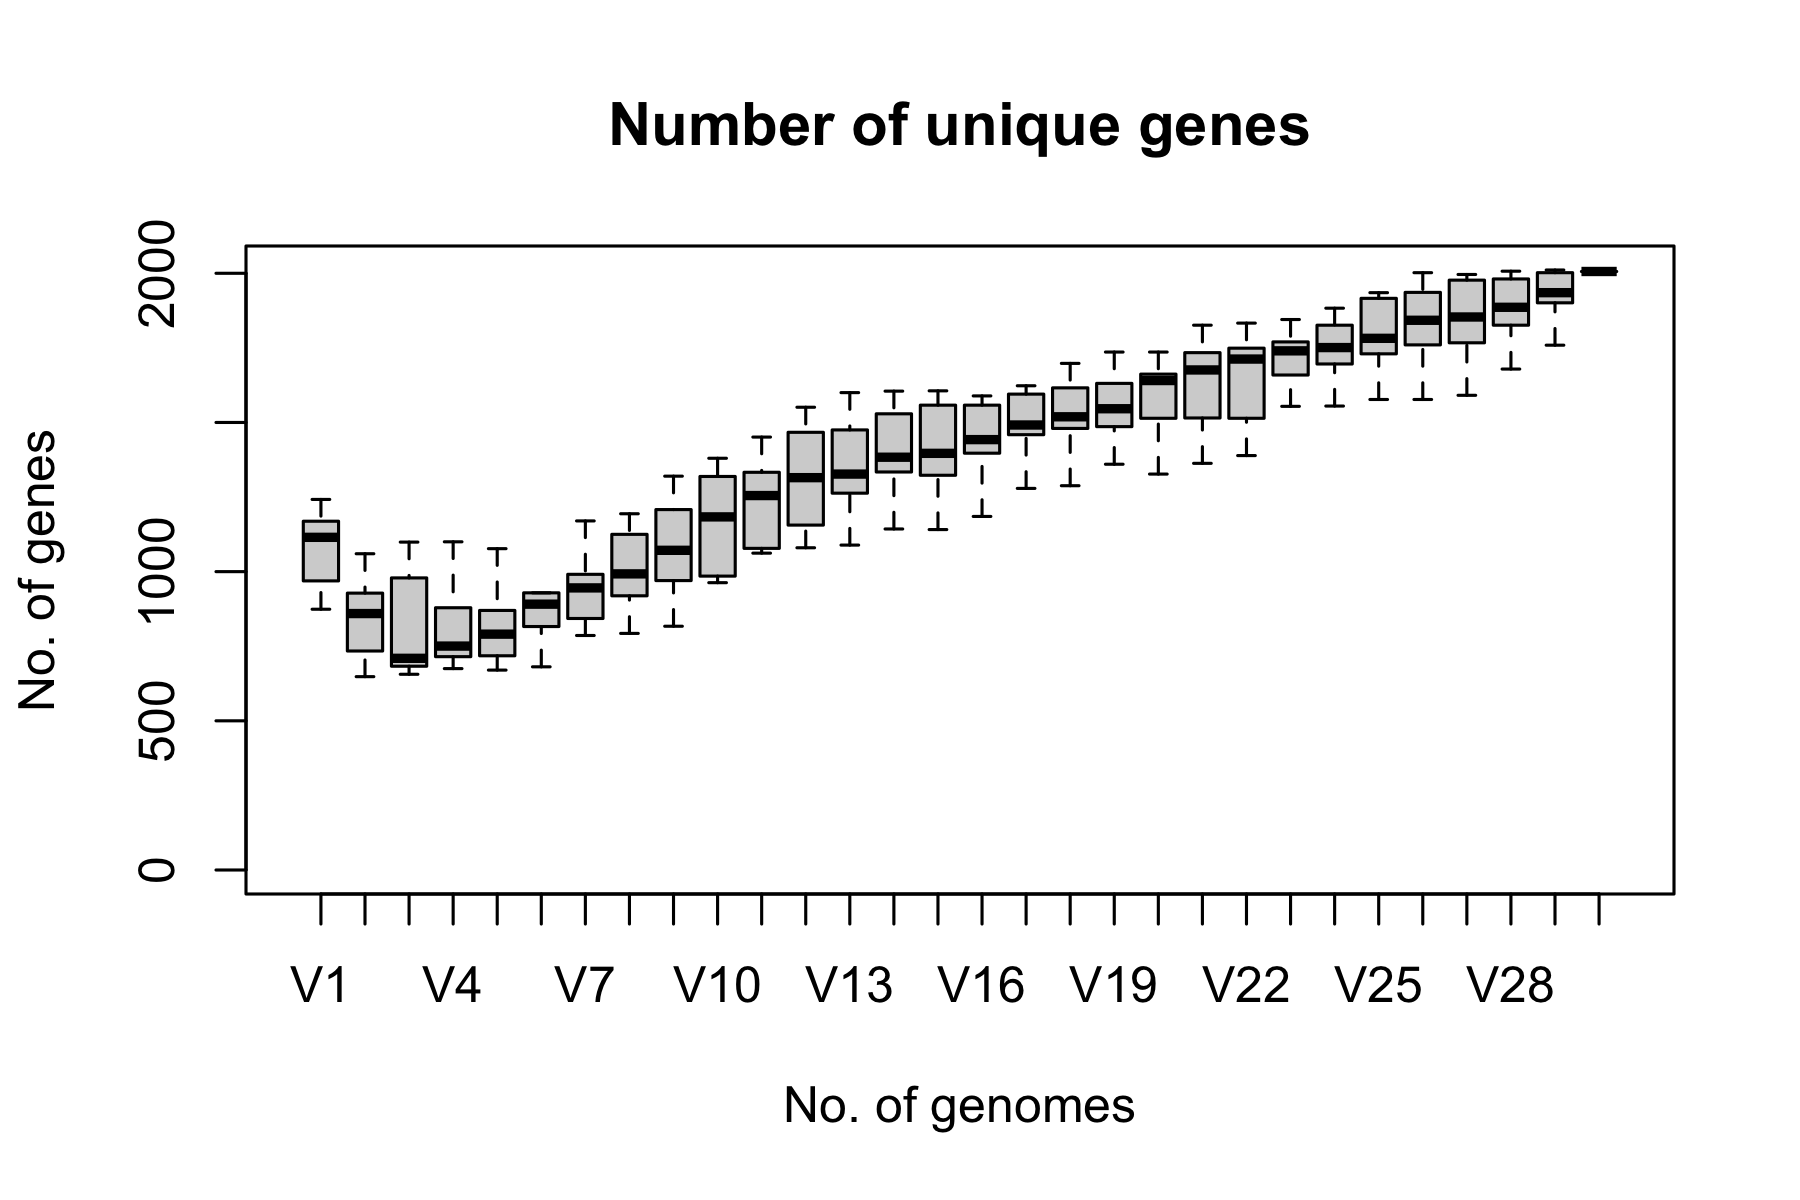 Number of unique genes
No. of genes
2000
1000
500
0
V1 V4 V7 V10 V13 V16 V19 V22 V25 V28
No. of genomes